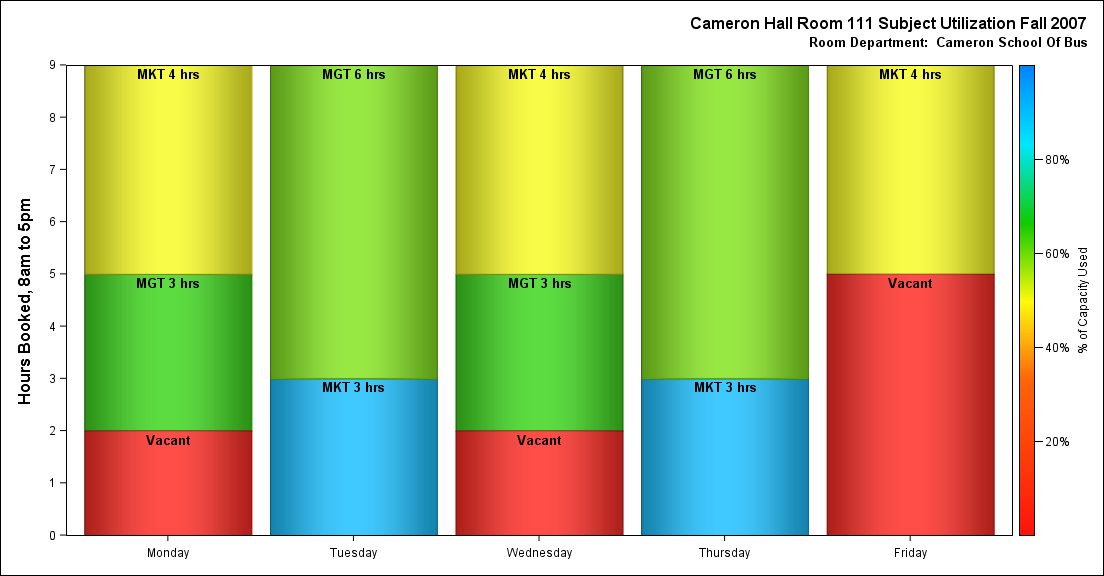 Cameron Hall Room 111 Subject Utilization Fall 2007
Room Department:  Cameron School Of Bus
Hours Booked, 8am to 5pm
9
8
7
6
5
4
3
2
1
0
MKT 4 hrs
MGT 3 hrs
Vacant
MGT 6 hrs
MKT 3 hrs
MKT 4 hrs
MGT 3 hrs
Vacant
MGT 6 hrs
MKT 3 hrs
MKT 4 hrs
Vacant
Monday
Tuesday
Wednesday
Thursday
Friday
80%
60%
40%
20%
% of Capacity Used